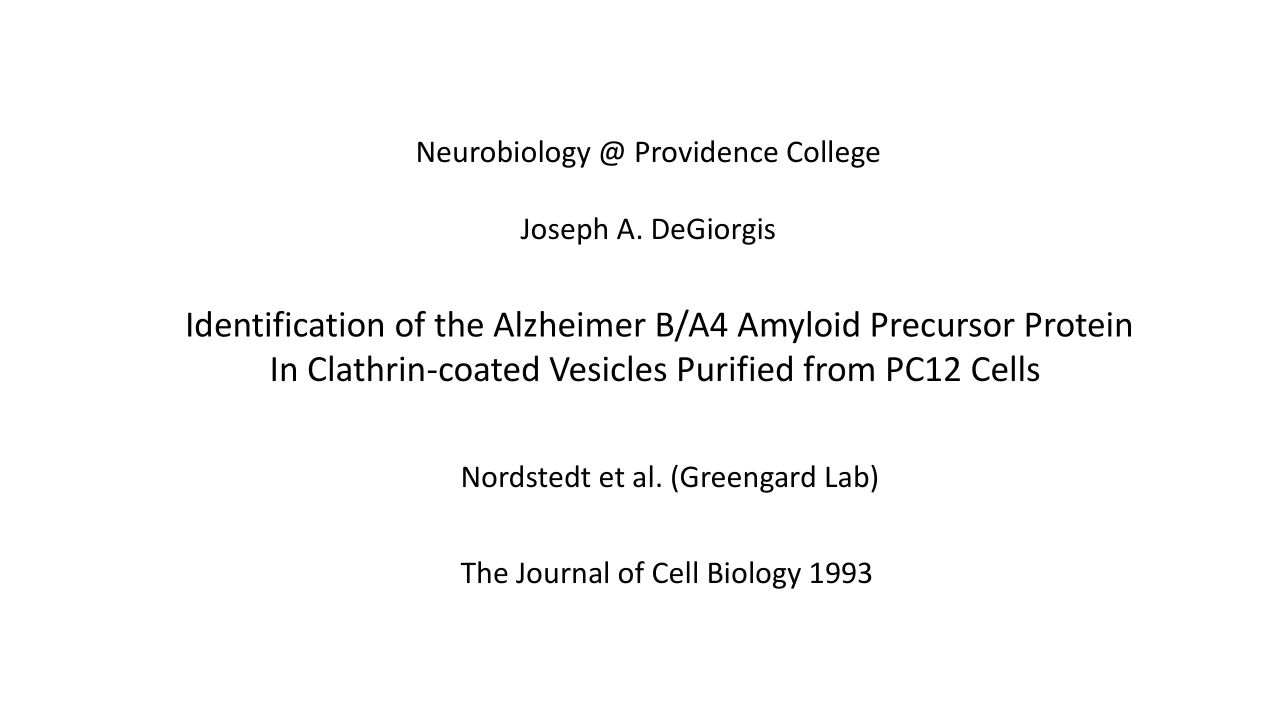 Neurobiology @ Providence College
Joseph A. DeGiorgis
Identification of the Alzheimer B/A4 Amyloid Precursor Protein
In Clathrin-coated Vesicles Purified from PC12 Cells
Nordstedt et al. (Greengard Lab)
The Journal of Cell Biology 1993